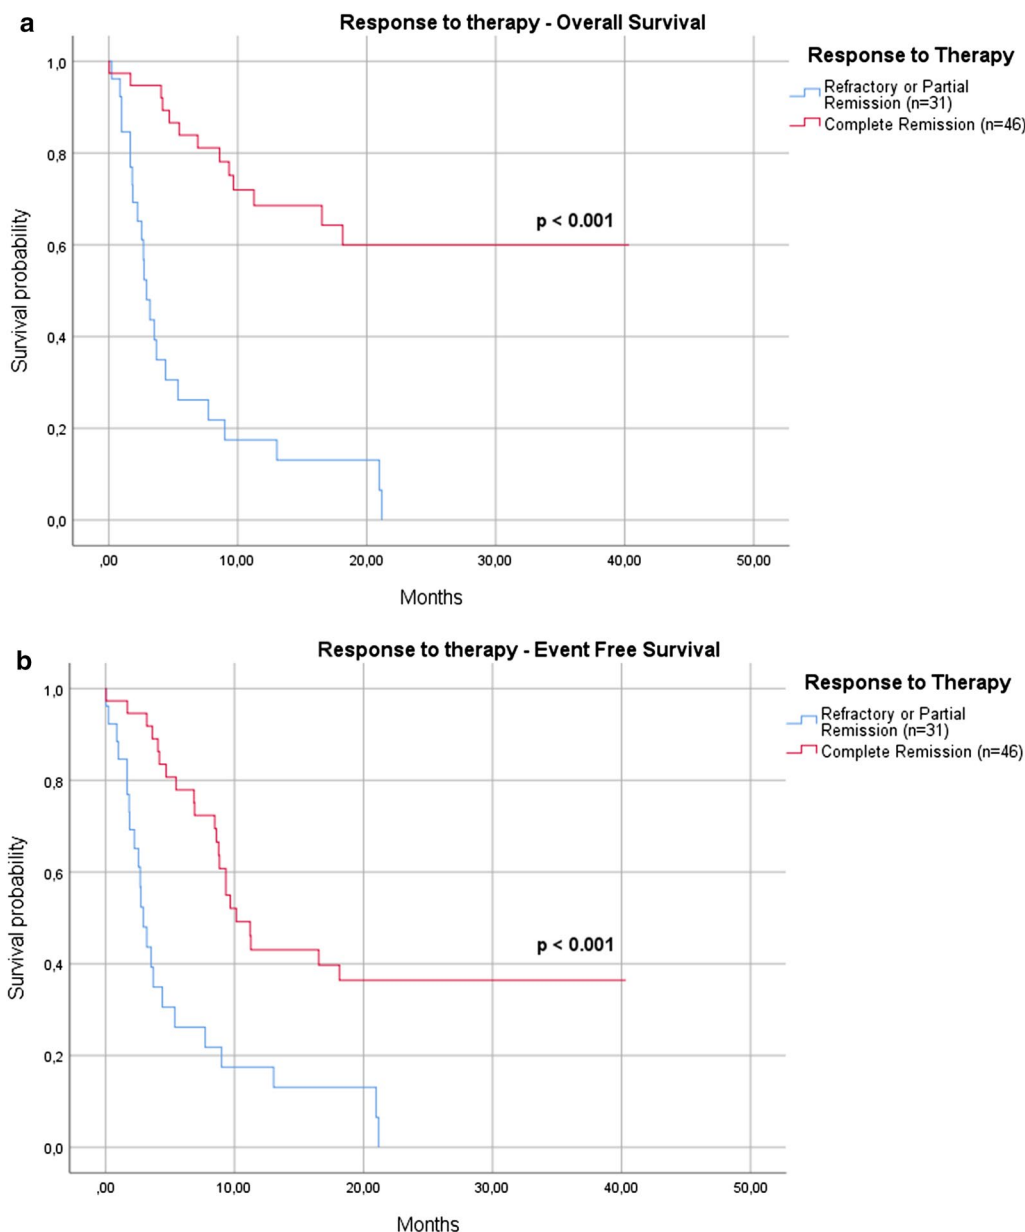 a
Response to therapy - Overall Survival
Response to Therapy
Refractory or Partial
Remission (n=31)
Complete Remission (n=46)
1,0
0,8
0,6
0,4
0,2
0,0
p < 0.001
Survival probability
,00
10,00
20,00
30,00
40,00
50,00
Months
b
Response to therapy - Event Free Survival
Response to Therapy
Refractory or Partial
Remission (n=31)
Complete Remission (n=46)
1,0
0,8
0,6
0,4
0,2
0,0
p < 0.001
Survival probability
,00
10,00
20,00
30,00
40,00
50,00
Months